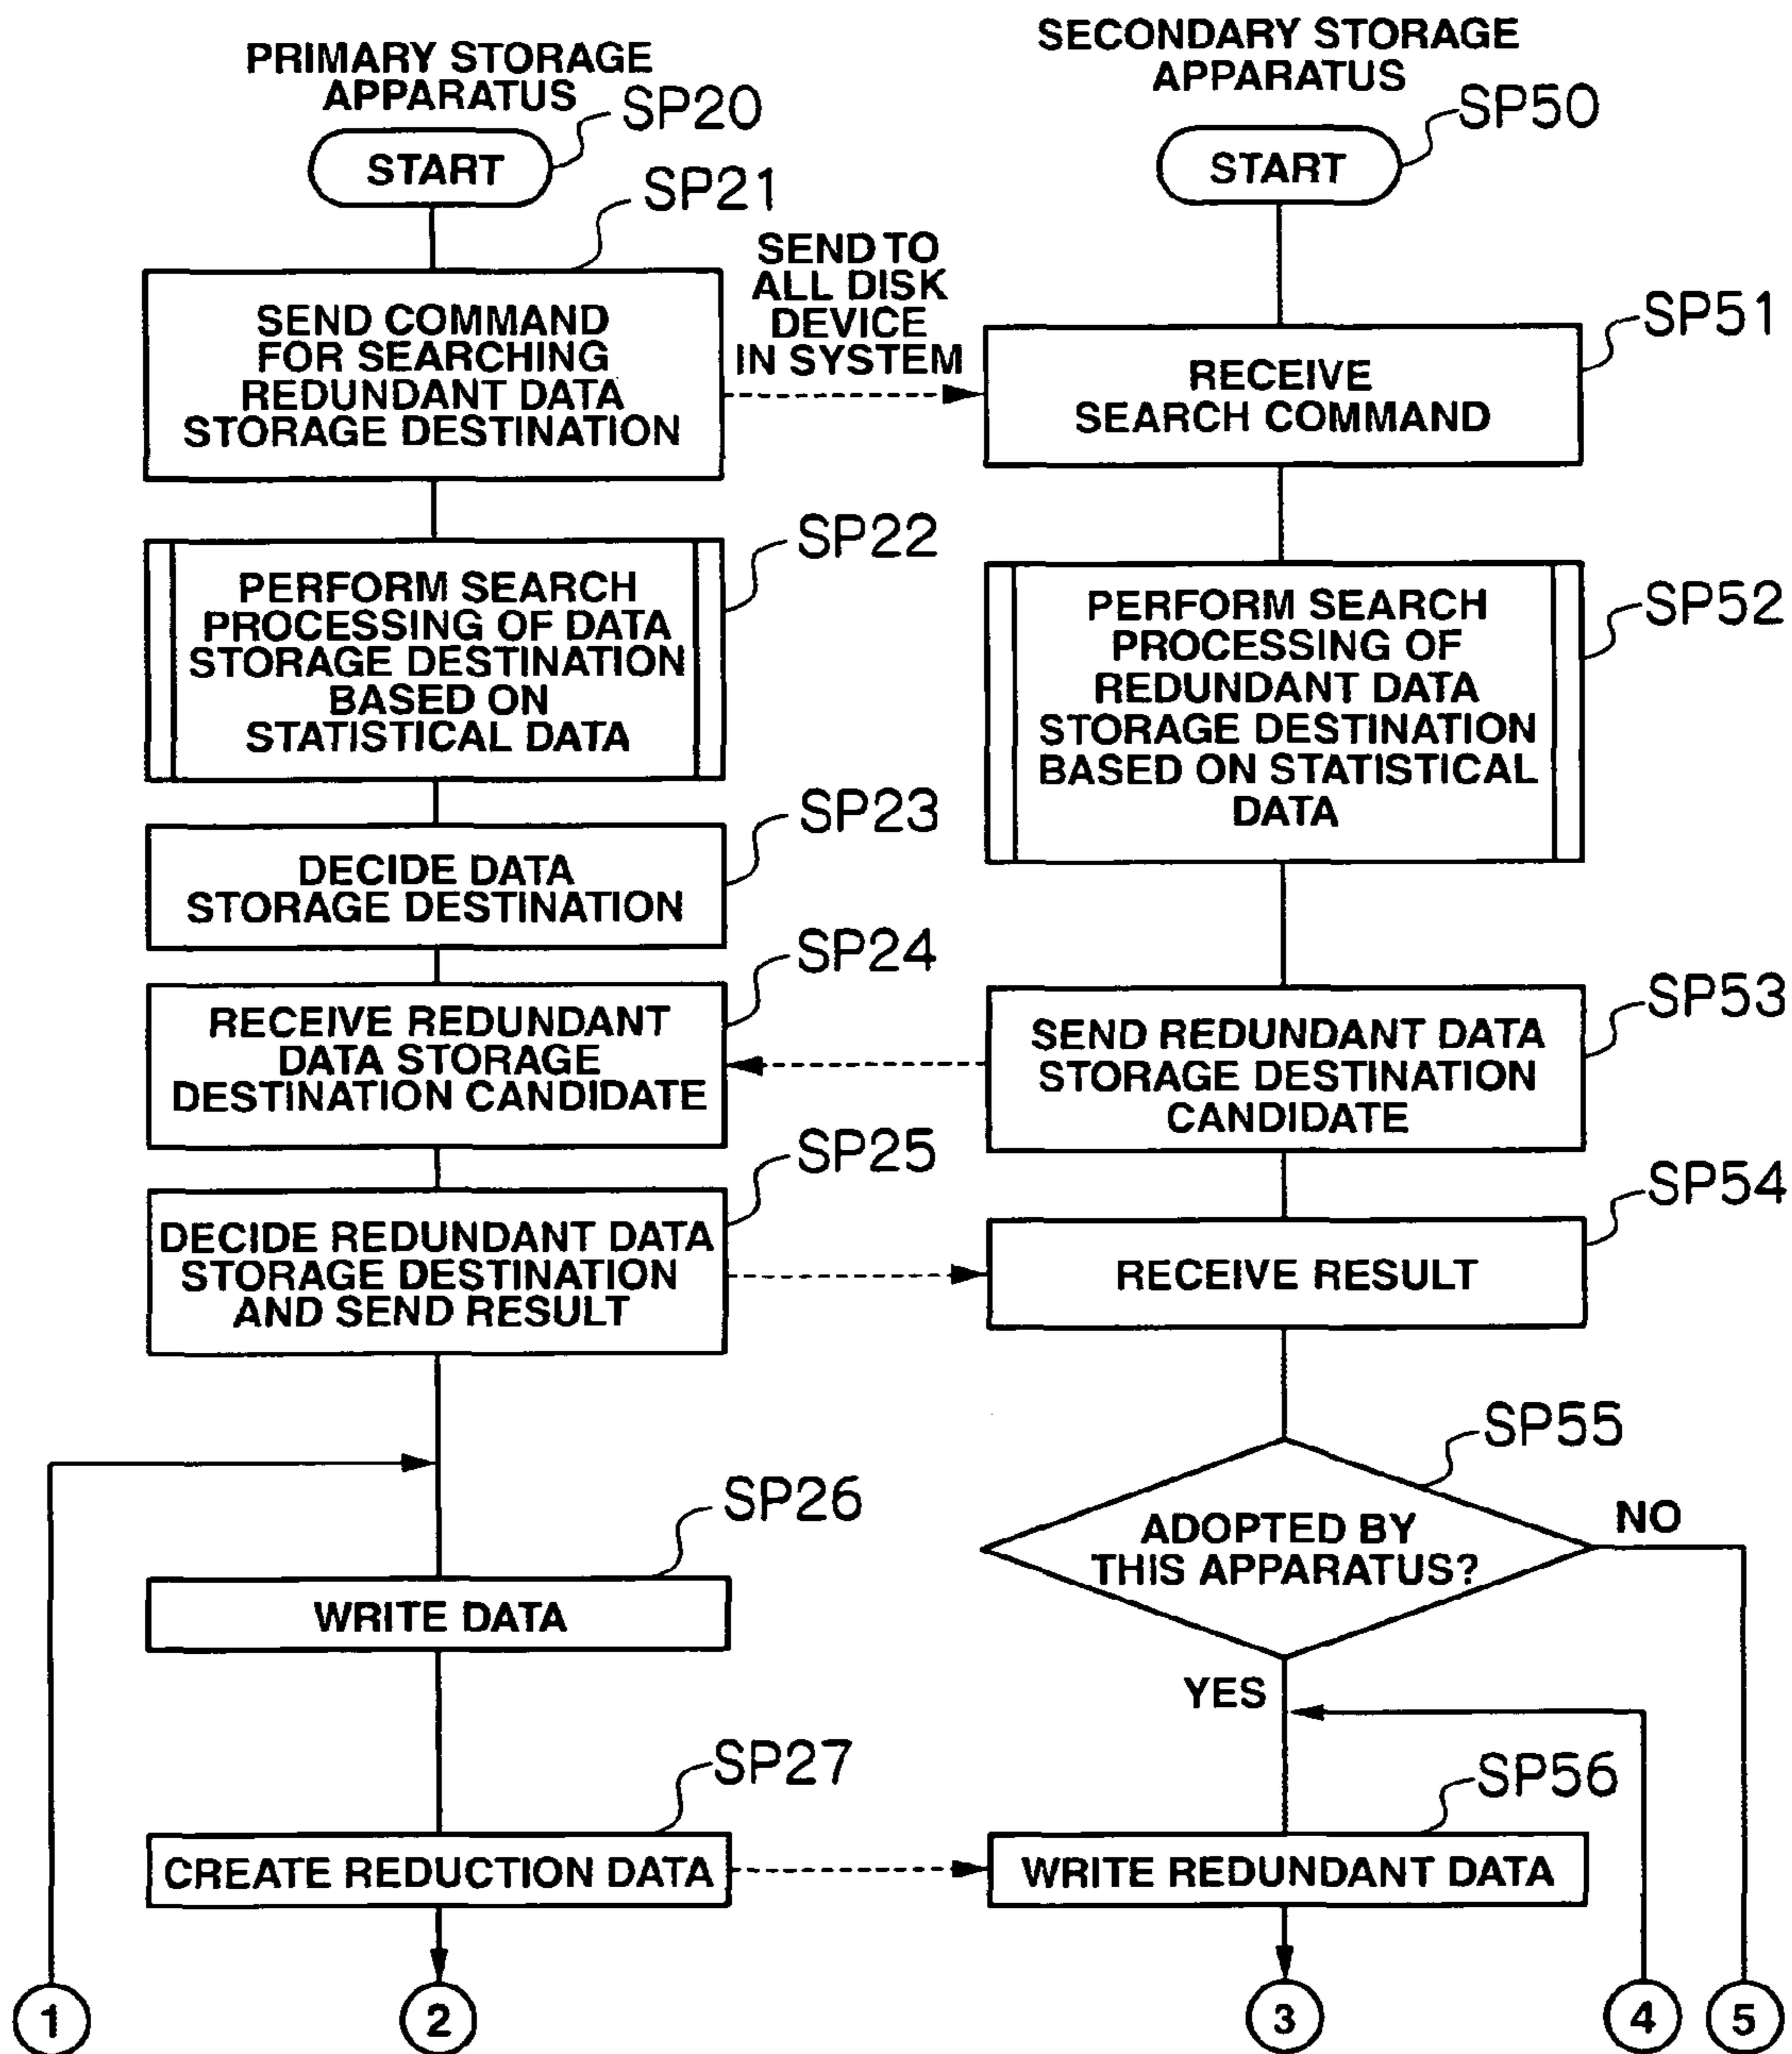 PRIMARY STORAGE
APPARATUS
SP20
START
SP21
SEND COMMAND
FOR SEARCHING
REDUNDANT DATA
STORAGE DESTINATION
SEND TO
ALL DISK
DEVICE
IN SYSTEM
SP22
PERFORM SEARCH
PROCESSING OF DATA
STORAGE DESTINATION
BASED ON
STATISTICAL DATA
SP23
DECIDE DATA
STORAGE DESTINATION
SP24
RECEIVE REDUNDANT
DATA STORAGE
DESTINATION CANDIDATE
SP25
DECIDE REDUNDANT DATA
STORAGE DESTINATION
AND SEND RESULT
SP26
WRITE DATA
SP27
CREATE REDUCTION DATA
1
2
SECONDARY STORAGE
APPARATUS
SP50
START
SP51
RECEIVE
SEARCH COMMAND
SP52
PERFORM SEARCH
PROCESSING OF
REDUNDANT DATA
STORAGE DESTINATION
BASED ON STATISTICAL
DATA
SP53
SEND REDUNDANT DATA
STORAGE DESTINATION
CANDIDATE
SP54
RECEIVE RESULT
SP55
ADOPTED BY
THIS APPARATUS?
NO
YES
SP56
WRITE REDUNDANT DATA
3
4
5